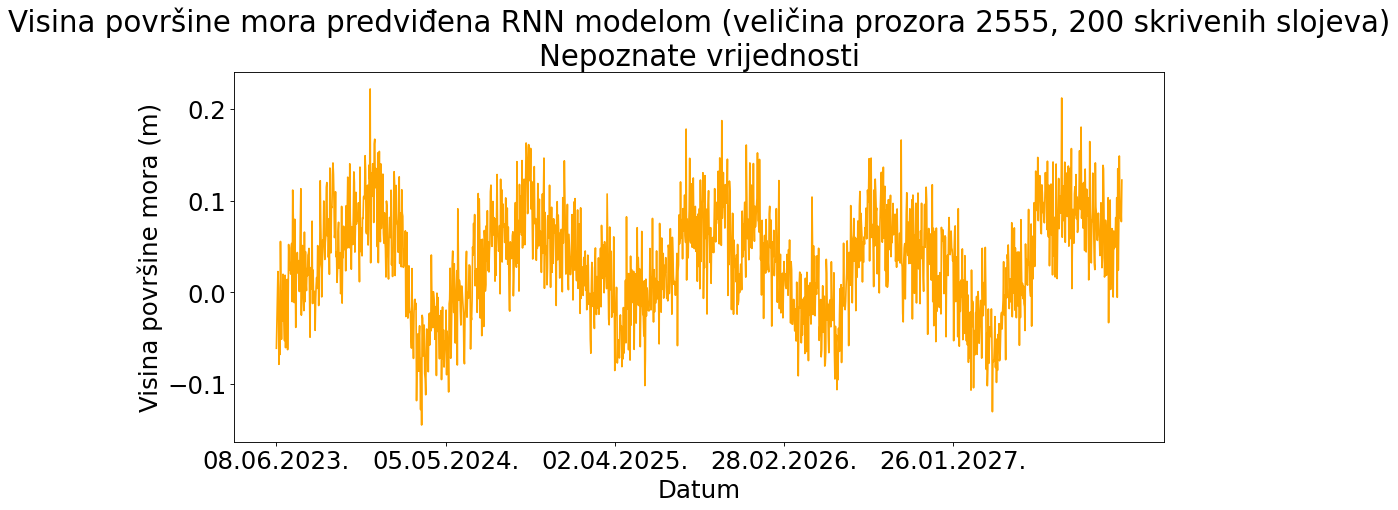 Visina površine mora predviđena RNN modelom (veličina prozora 2555, 200 skrivenih slojeva)
Nepoznate vrijednosti
Visina površine mora (m)
0.2
0.1
0.0
−0.1
08.06.2023. 05.05.2024. 02.04.2025. 28.02.2026. 26.01.2027.
Datum